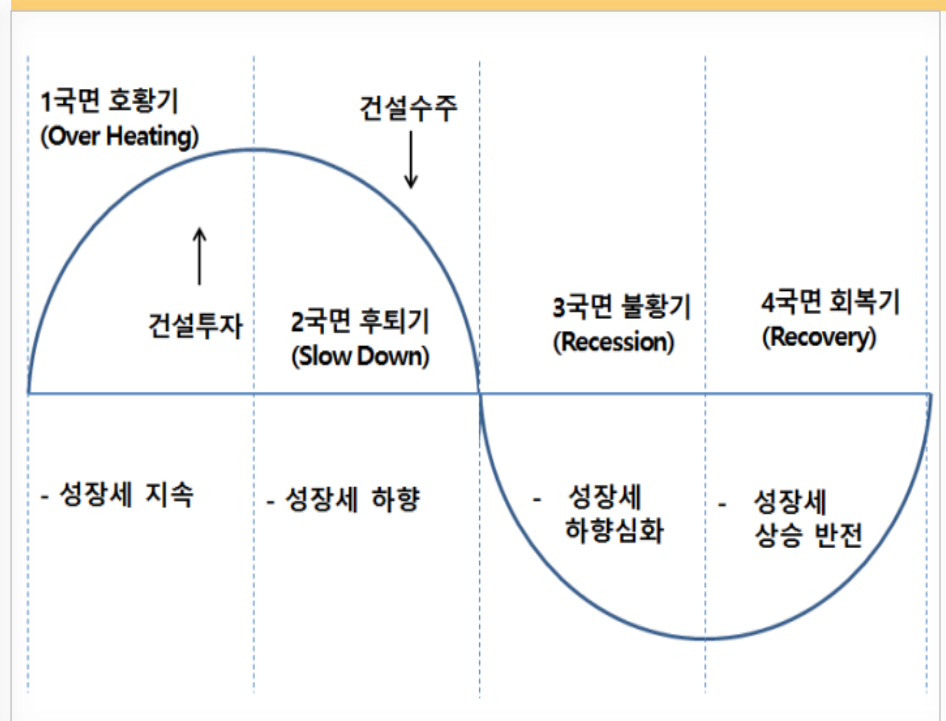 1국면 호황기
(Over Heating)
건설수주
건설투자
2국면 후퇴기
(Slow Down)
3국면 불황기
(Recession)
4국면 회복기
(Recovery)
- 성장세 지속
- 성장세 하향
- 성장세
하향심화
- 성장세
상승 반전